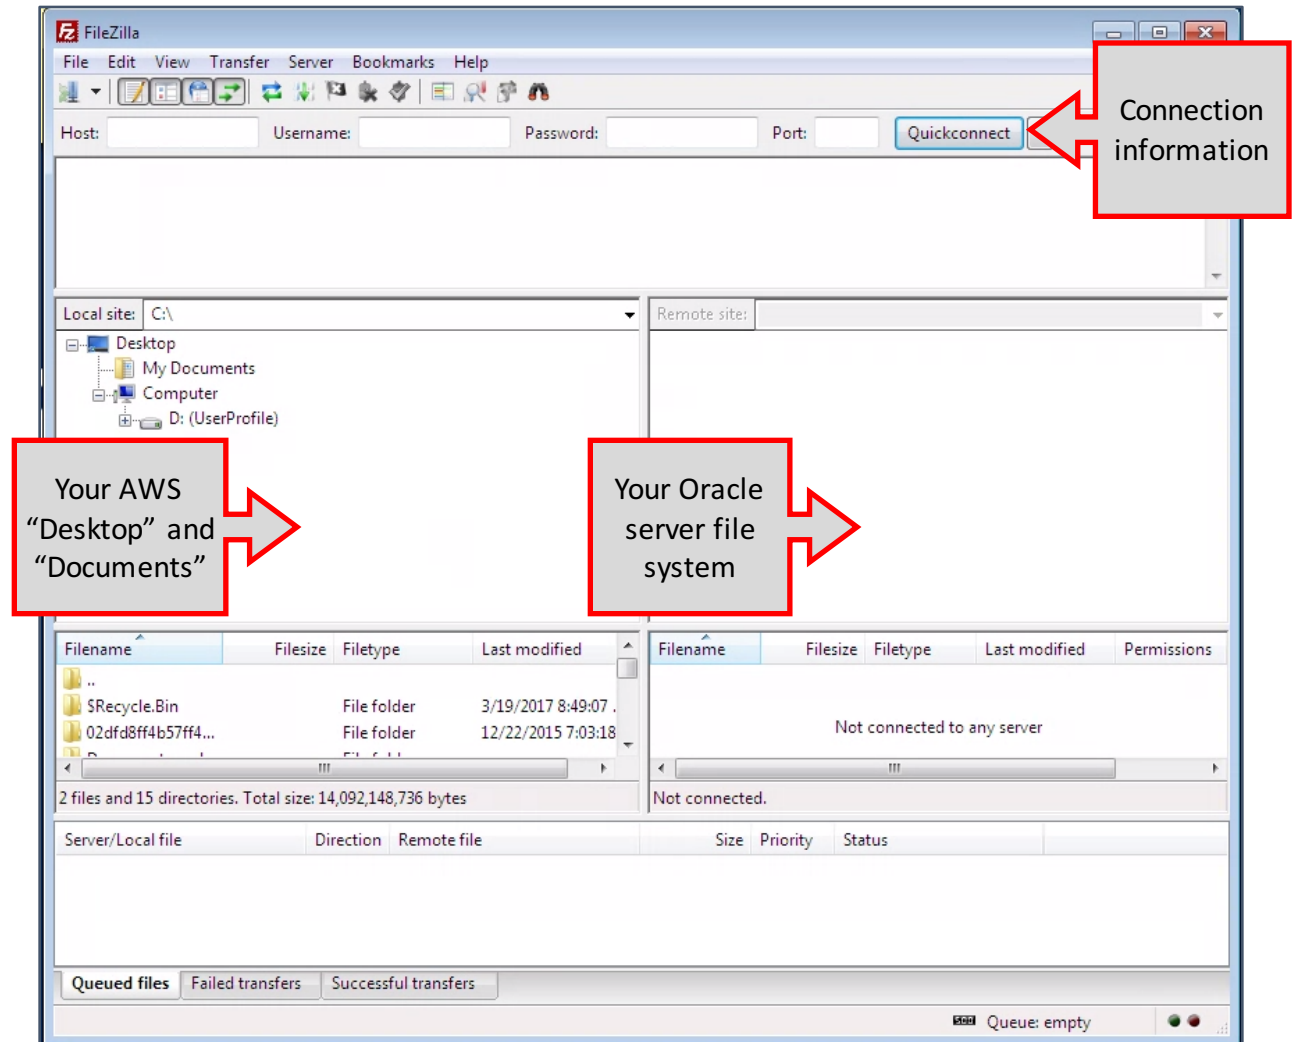 FileZilla
File Edit View Transfer Server Bookmarks Help
Host: Username: Password: Port: Quickconnect
Connection
information
Local site: C:\
Remote site:
Desktop
My Documents
Computer
D: (UserProfile)
Your AWS
“Desktop” and
“Documents”
Your Oracle
server file
system
Filename Filesize Filetype Last modified
..
$Recycle.Bin File folder 3/19/2017 8:49:07 .
02dfd8ff4b57ff4... File folder 12/22/2015 7:03:18
2 files and 15 directories. Total size: 14,092,148,736 bytes
Filename Filesize Filetype Last modified Permissions
Not connected to any server
Not connected.
Server/Local file Direction Remote file Size Priority Status
Queued files Failed transfers Successful transfers
Queue: empty